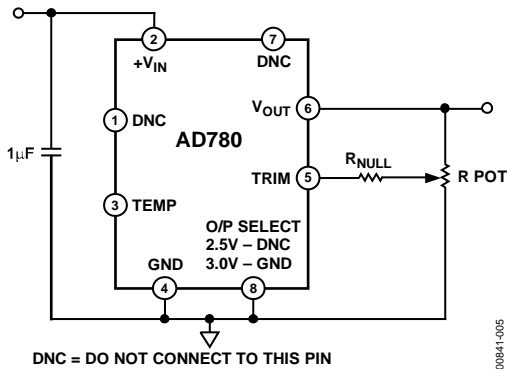 2
7
+VIN
DNC
1
DNC
VOUT
6
AD780
1μF
RNULL
TRIM
5
R POT
3
TEMP
O/P SELECT
2.5V – DNC
3.0V – GND
GND
4
8
DNC = DO NOT CONNECT TO THIS PIN
00841-005